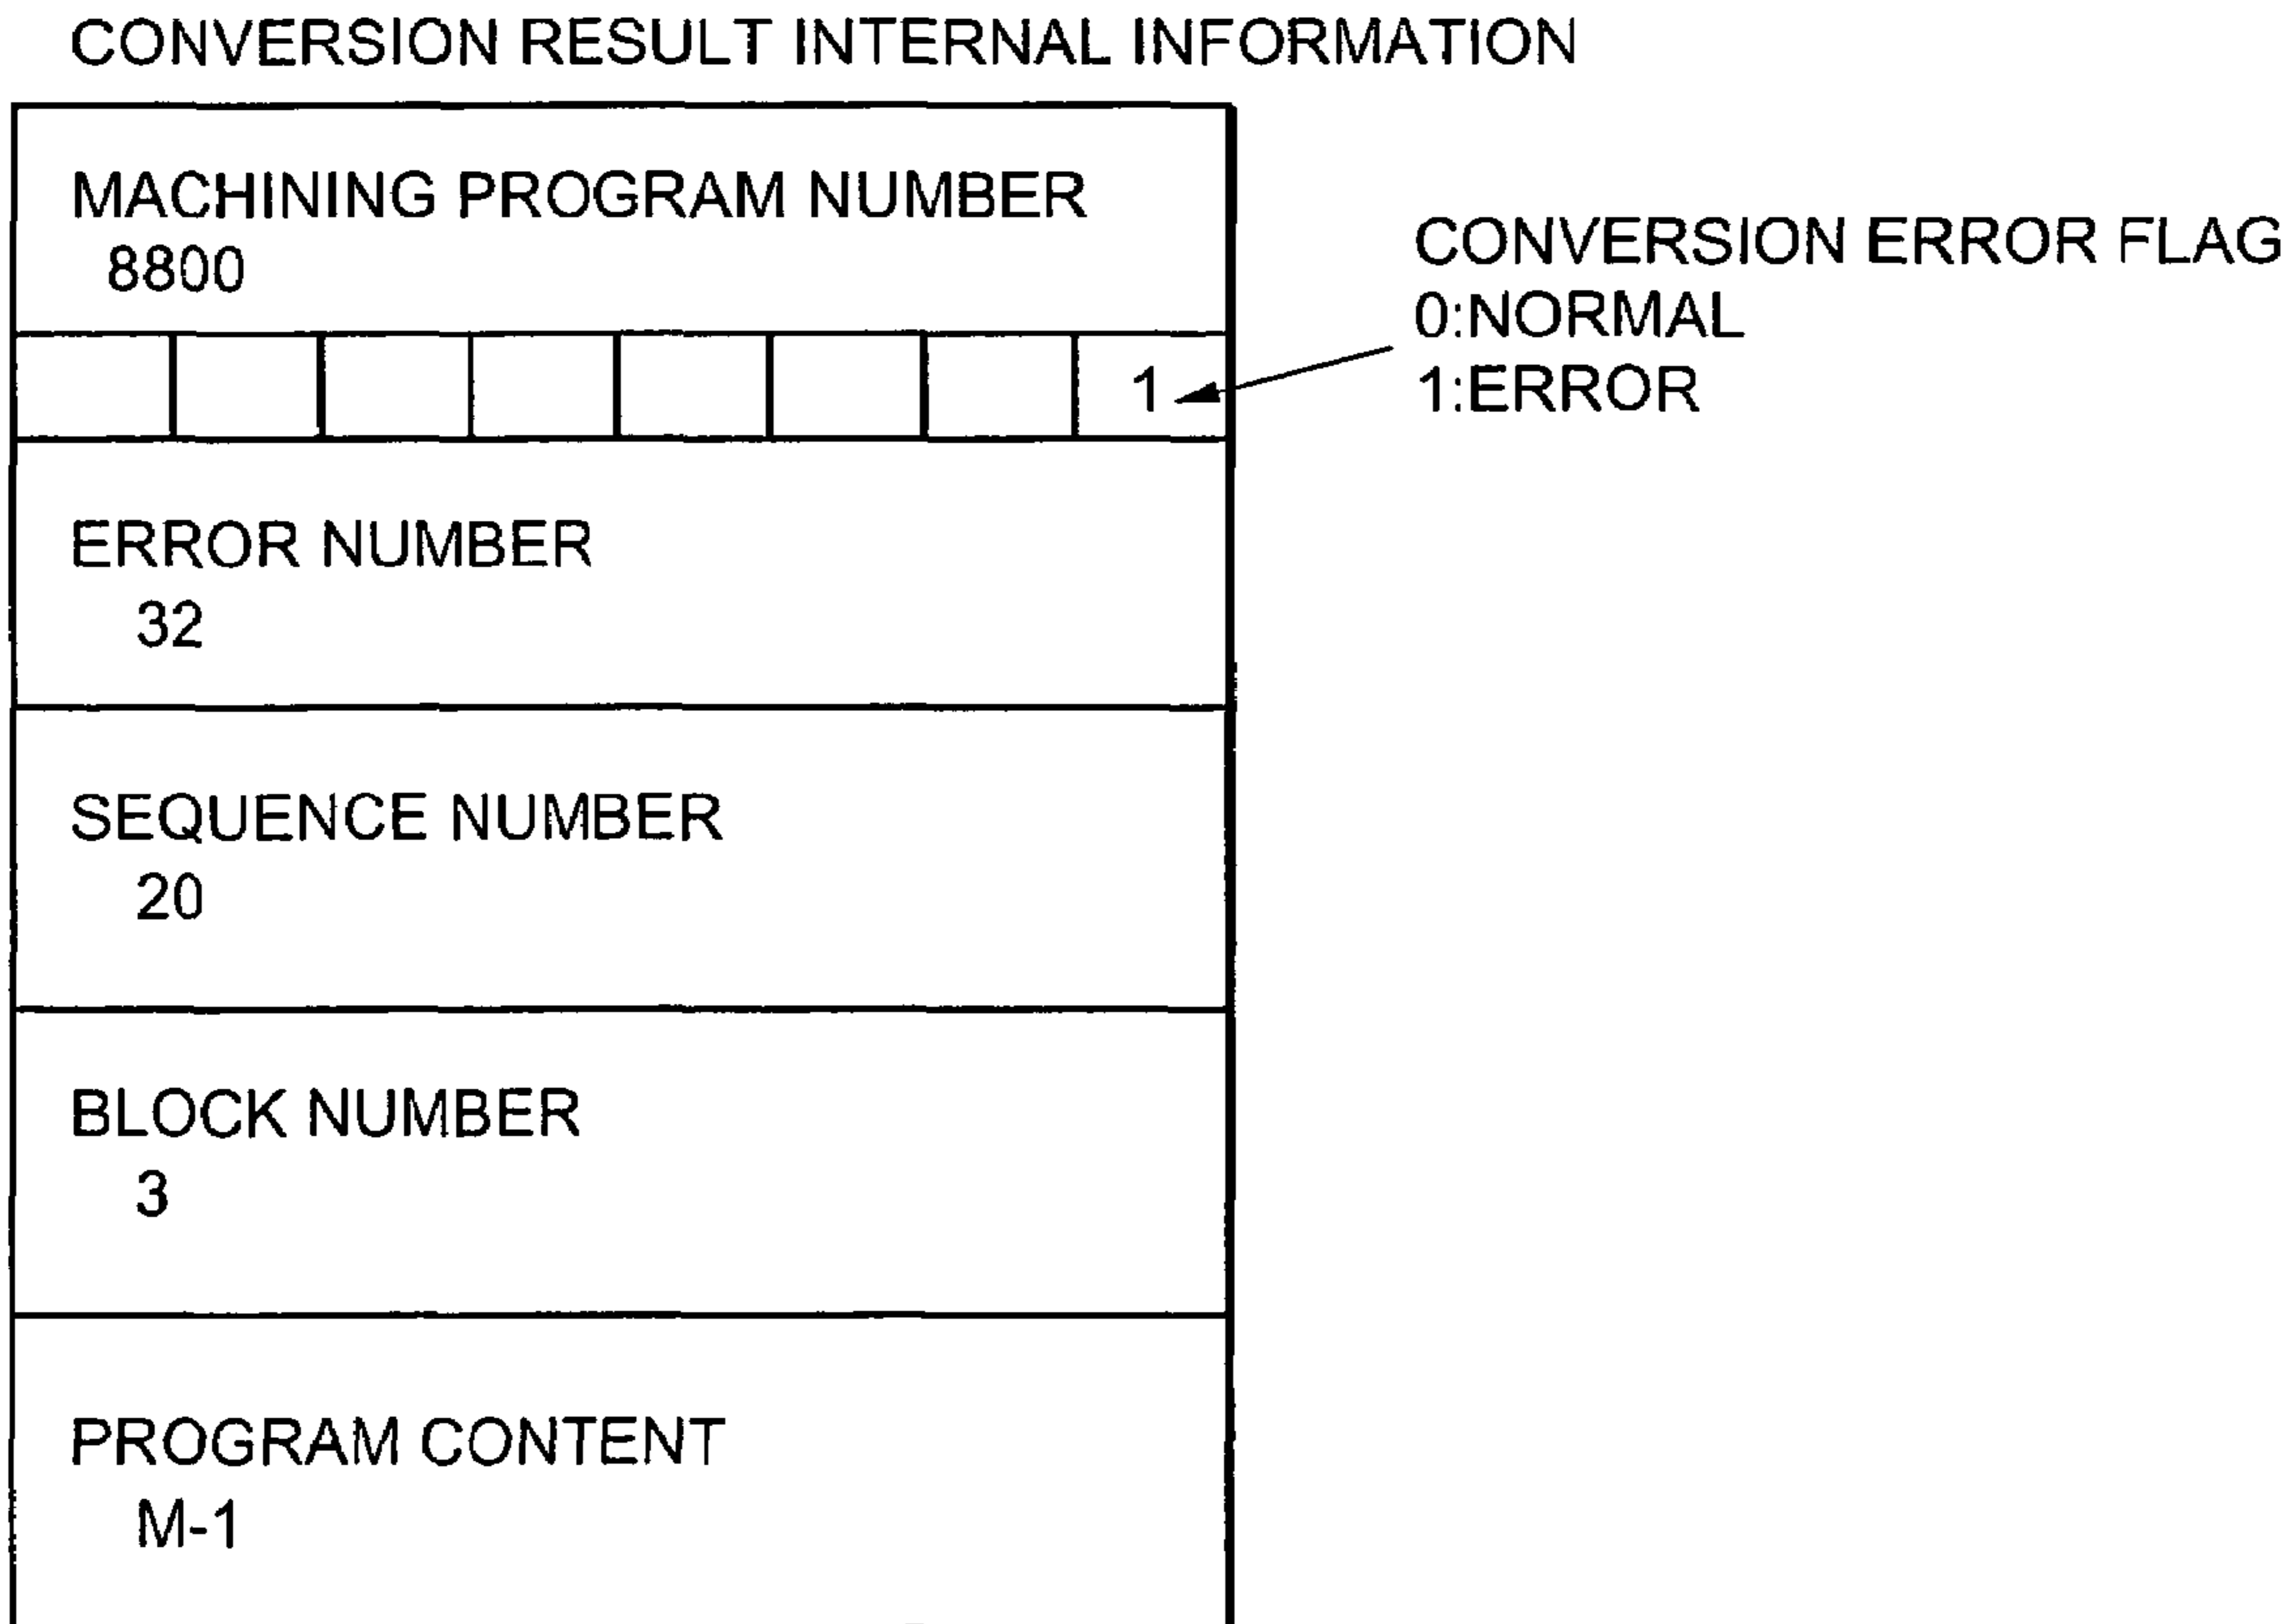 CONVERSION RESULT INTERNAL INFORMATION
MACHINING PROGRAM NUMBER
8800
1
CONVERSION ERROR FLAG
0:NORMAL
1:ERROR
ERROR NUMBER
32
SEQUENCE NUMBER
20
BLOCK NUMBER
3
PROGRAM CONTENT
M-1